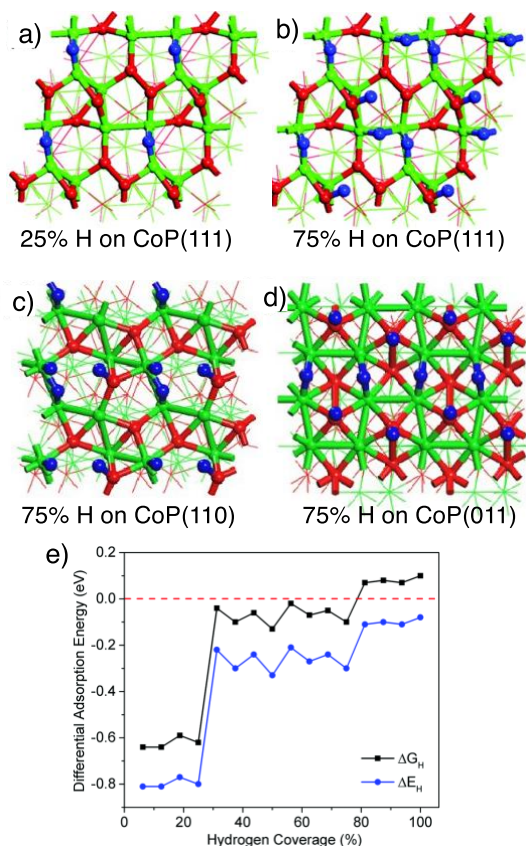 a)
b)
25% H on CoP(111)
75% H on CoP(111)
c)
d)
75% H on CoP(110)
75% H on CoP(011)
e)
Differential Adsorption Energy (eV)
0.2
0.0
-0.2
-0.4
-0.6
-0.8
ΔG_H
ΔE_H
0 20 40 60 80 100
Hydrogen Coverage (%)